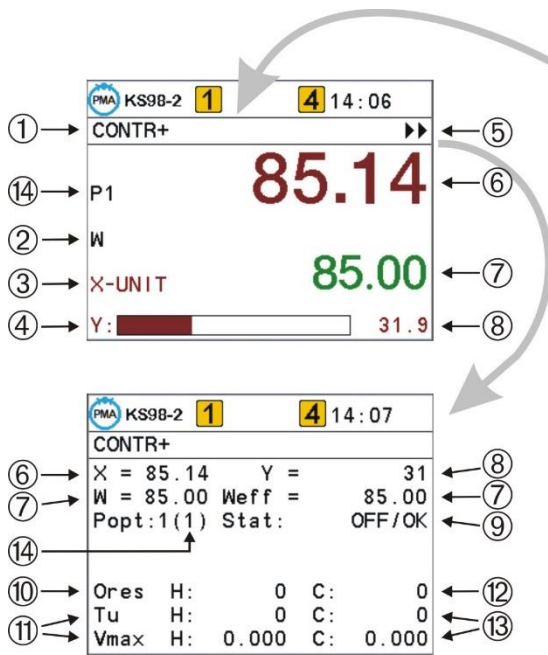 PMA KS98-2 1 4 14:06
① CONTR+ ⑤
⑥ 85.14
⑭ P1
② W
⑦ 85.00
③ X-UNIT
④ Y: 31.9 ⑧
PMA KS98-2 1 4 14:07
CONTR+
⑥ X = 85.14 Y = 31 ⑧
⑦ W = 85.00 Weff = 85.00 ⑦
Popt:1(1) Stat: OFF/OK ⑨
⑭
⑩ Ores H: 0 C: 0 ⑫
⑪ Tu H: 0 C: 0 ⑬
Vmax H: 0.000 C: 0.000